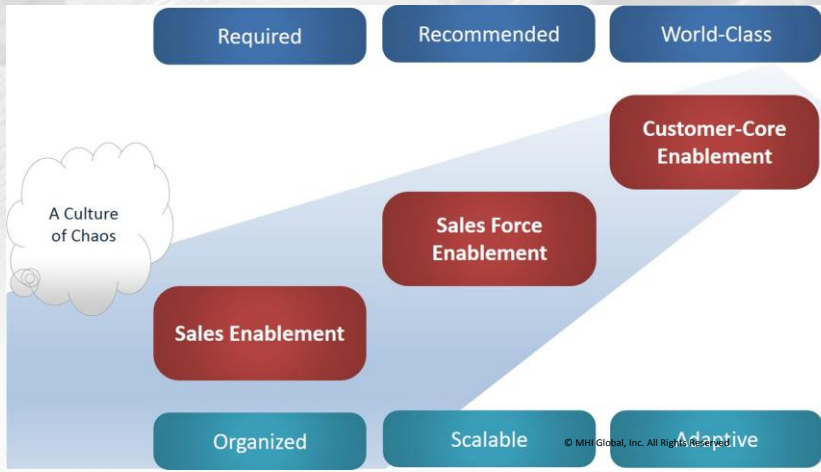 Required
Recommended
World-Class
Customer-Core
Enablement
A Culture
of Chaos
Sales Force
Enablement
Sales Enablement
Organized
Scalable
Adaptive
© MHI Global, Inc. All Rights Reserved